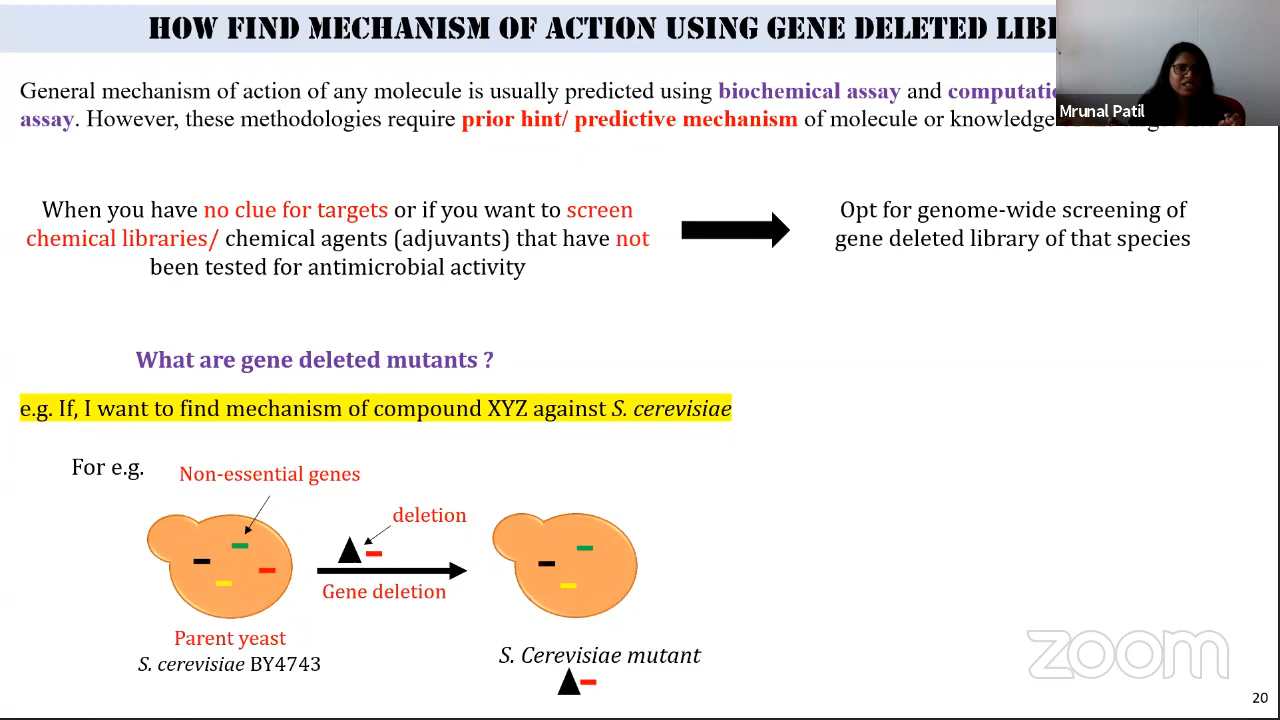 HOW FIND MECHANISM OF ACTION USING GENE DELETED
General mechanism of action of any molecule is usually predicted using biochemical assay and
assay. However, these methodologies require prior hint/ predictive mechanism of molecule or knowledge
Mrunal Patil
When you have no clue for targets or if you want to screen
chemical libraries/ chemical agents (adjuvants) that have not
been tested for antimicrobial activity
Opt for genome-wide screening of
gene deleted library of that species
What are gene deleted mutants ?
e.g. If, I want to find mechanism of compound XYZ against S. cerevisiae
For e.g.
Non-essential genes
deletion
Gene deletion
Parent yeast
S. cerevisiae BY4743
S. Cerevisiae mutant
zoom
20